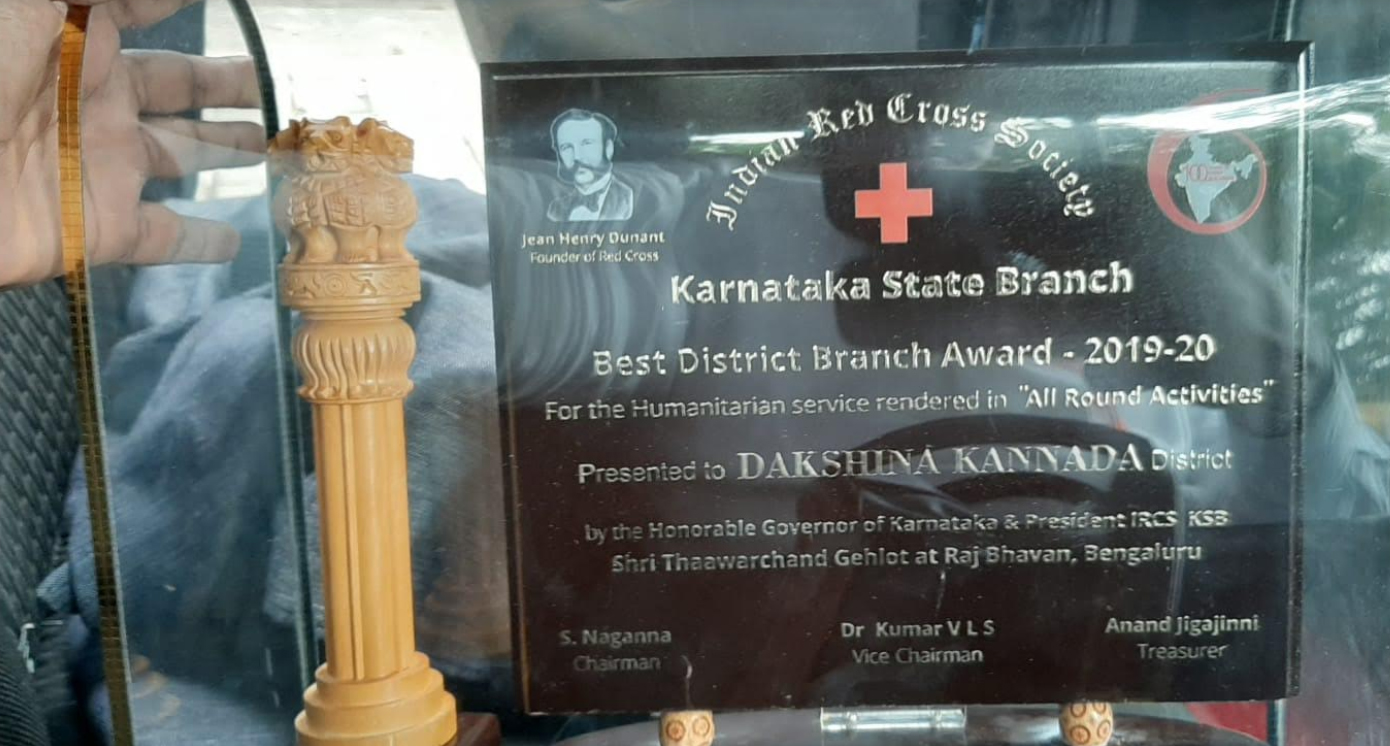 Indian Red Cross Society
Jean Henry Dunant
Founder of Red Cross
Karnataka State Branch
Best District Branch Award - 2019-20
For the Humanitarian service rendered in "All Round Activities"
Presented to DAKSHINA KANNADA District
by the Honorable Governor of Karnataka & President IRCS KSB
Shri Thaawarchand Gehlot at Raj Bhavan, Bengaluru
S. Naganna
Chairman
Dr Kumar V L S
Vice Chairman
Anand Jigajinni
Treasurer